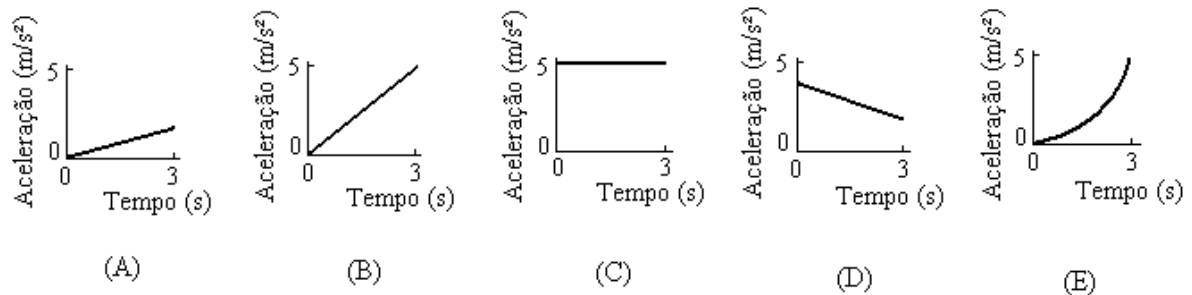 Aceleração (m/s²)
5
0
0
3
Tempo (s)
(A)
Aceleração (m/s²)
5
0
0
3
Tempo (s)
(B)
Aceleração (m/s²)
5
0
0
3
Tempo (s)
(C)
Aceleração (m/s²)
5
0
0
3
Tempo (s)
(D)
Aceleração (m/s²)
5
0
0
3
Tempo (s)
(E)